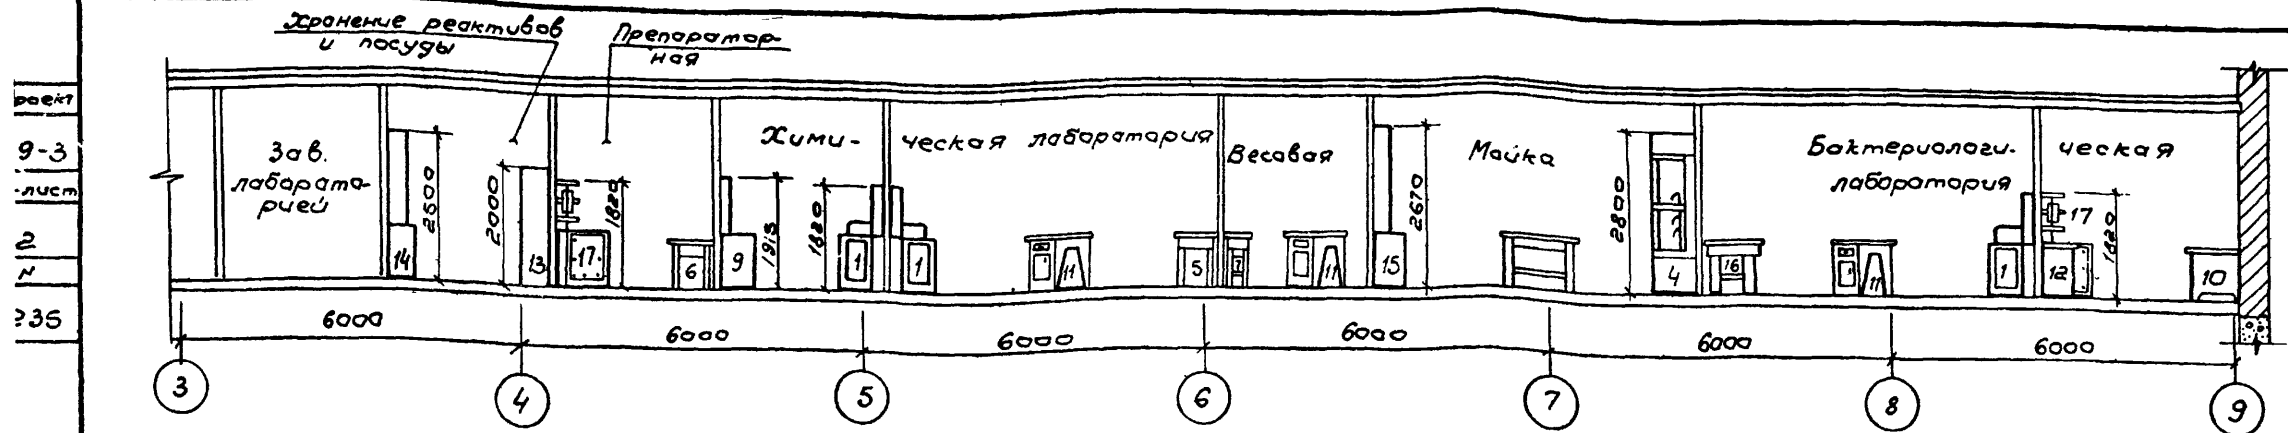 Хранение реактивов
и посуды
Препаратор-
ная
роект
9-3
-лист
2
N
235
Зав.
лаборато-
рией
Хими-
ческая лаборатория
Весовая
Мойка
Бактериологи-
ческая
лаборатория
2500
2000
1820
1915
1820
2670
2800
1820
14
13
17
6
9
1
1
11
5
7
11
15
4
16
11
1
17
12
10
6000
6000
6000
6000
6000
6000
3
4
5
6
7
8
9